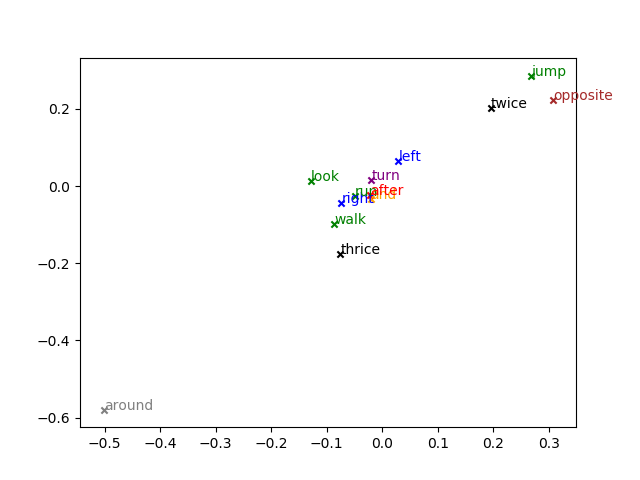 jump
opposite
twice
left
turn
look
run
after
and
right
walk
thrice
around
0.2
0.0
−0.2
−0.4
−0.6
−0.5 −0.4 −0.3 −0.2 −0.1 0.0 0.1 0.2 0.3